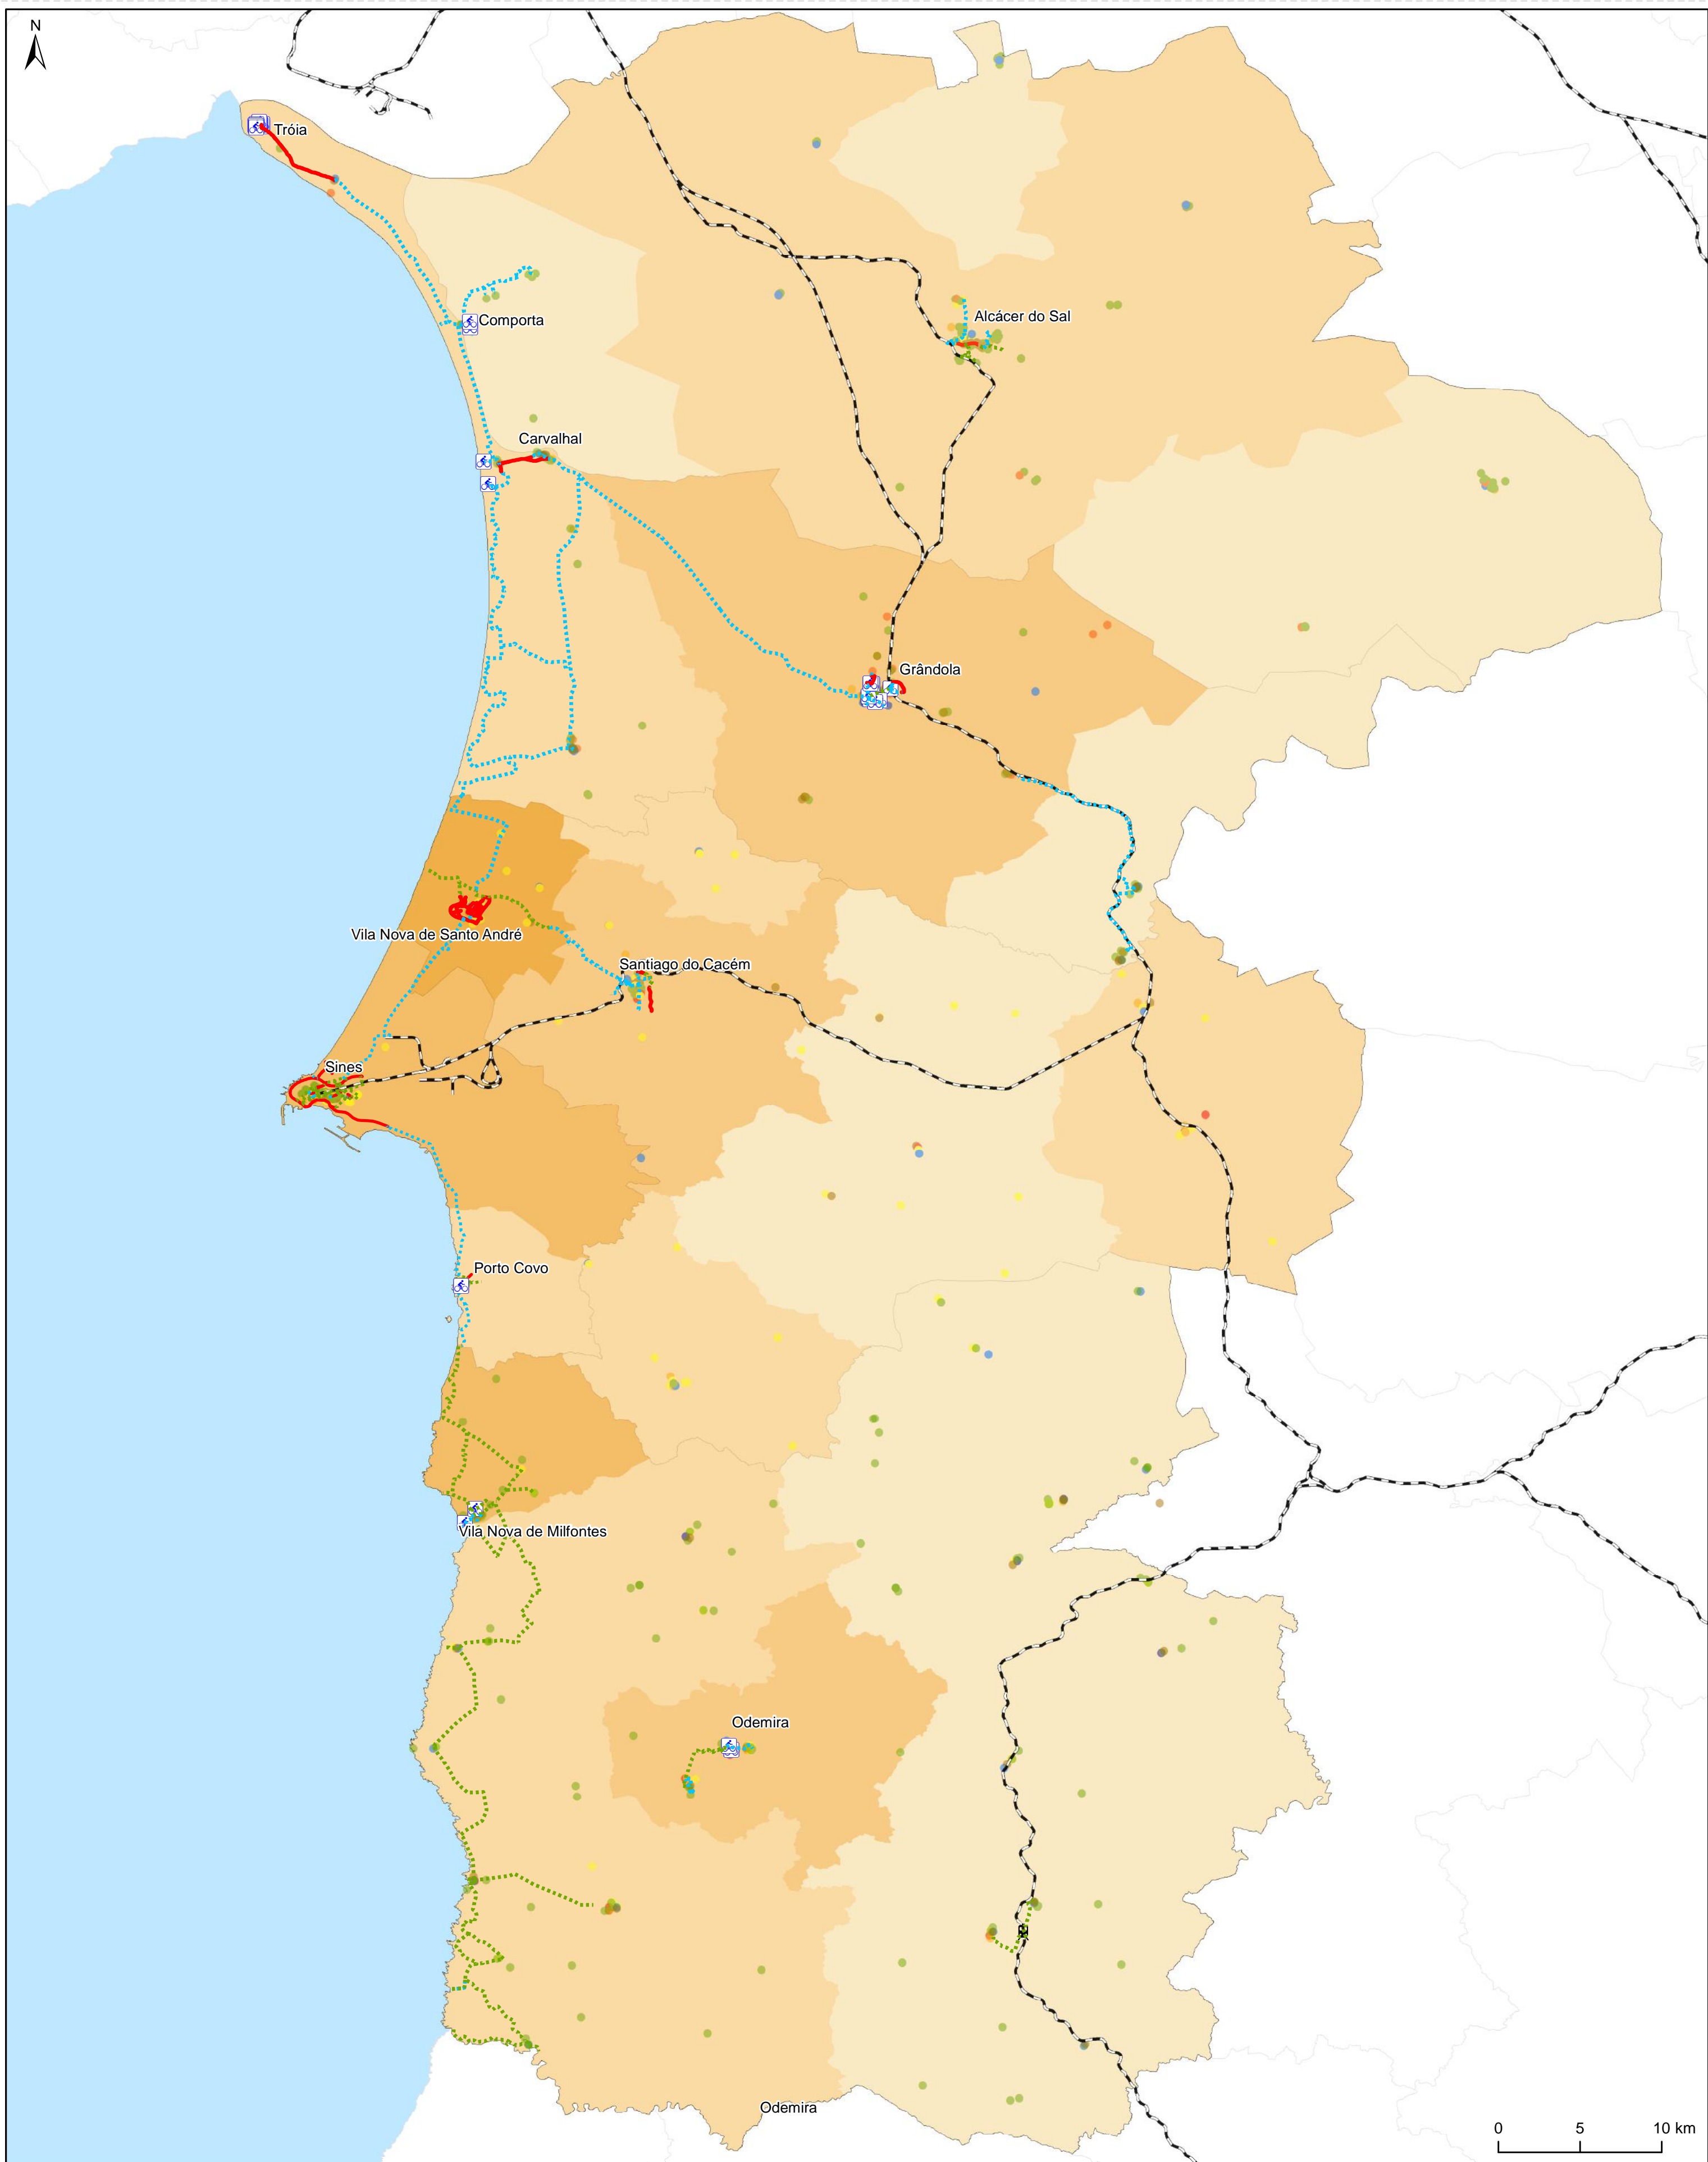 N
Tróia
Comporta
Alcácer do Sal
Carvalhal
Grândola
Vila Nova de Santo André
Santiago do Cacém
Sines
Porto Covo
Vila Nova de Milfontes
Odemira
Odemira
0 5 10 km